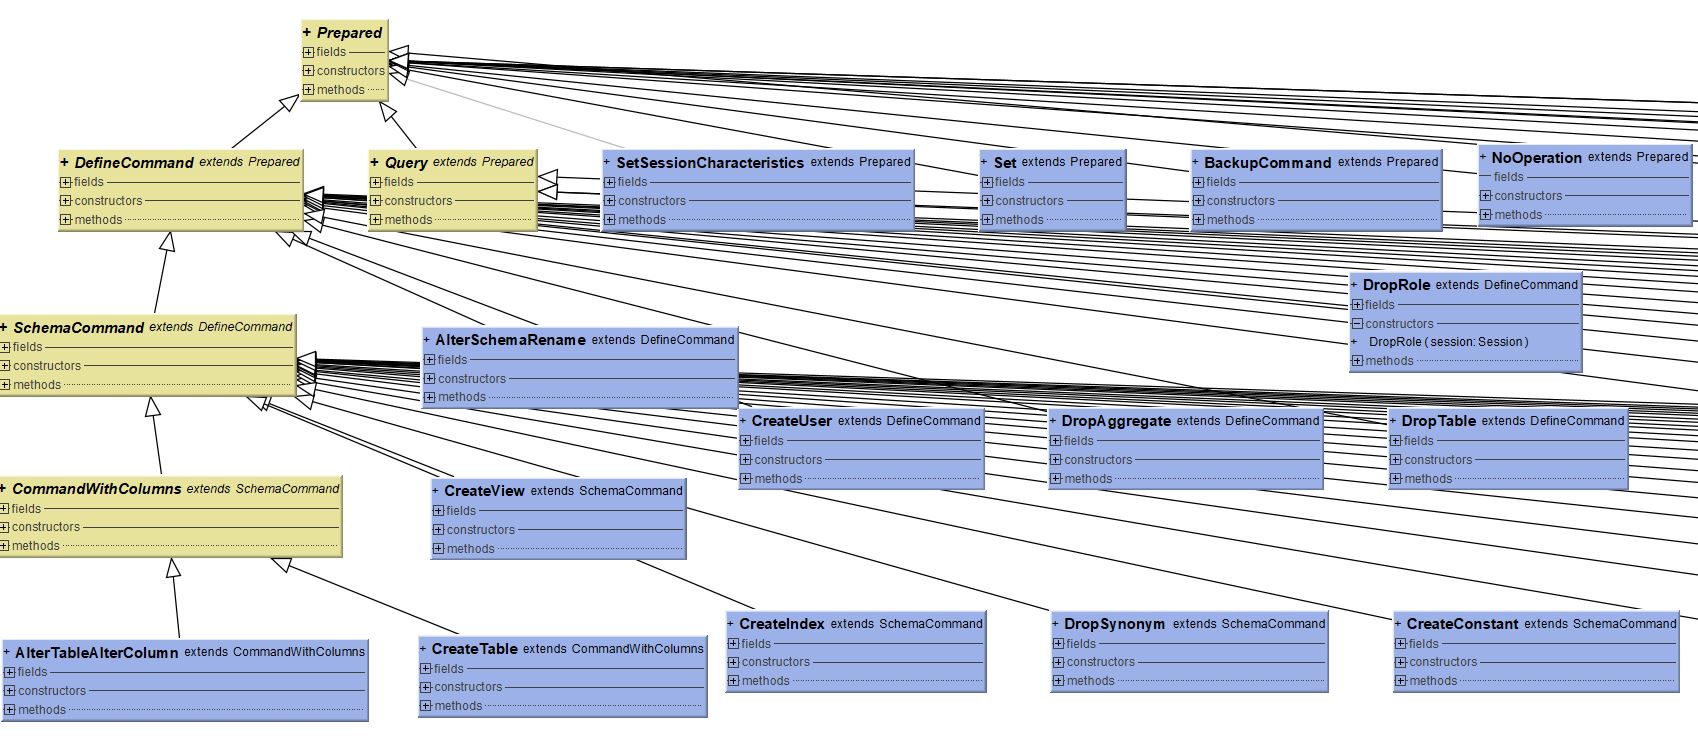 + Prepared
fields
constructors
methods
+ DefineCommand extends Prepared
fields
constructors
methods
+ Query extends Prepared
fields
constructors
methods
+ SetSessionCharacteristics extends Prepared
fields
constructors
methods
+ Set extends Prepared
fields
constructors
methods
+ BackupCommand extends Prepared
fields
constructors
methods
+ NoOperation extends Prepared
fields
constructors
methods
+ DropRole extends DefineCommand
fields
constructors
+ DropRole ( session: Session )
methods
+ SchemaCommand extends DefineCommand
fields
constructors
methods
+ AlterSchemaRename extends DefineCommand
fields
constructors
methods
+ CreateUser extends DefineCommand
fields
constructors
methods
+ DropAggregate extends DefineCommand
fields
constructors
methods
+ DropTable extends DefineCommand
fields
constructors
methods
+ CommandWithColumns extends SchemaCommand
fields
constructors
methods
+ CreateView extends SchemaCommand
fields
constructors
methods
+ CreateIndex extends SchemaCommand
fields
constructors
methods
+ DropSynonym extends SchemaCommand
fields
constructors
methods
+ CreateConstant extends SchemaCommand
fields
constructors
methods
+ AlterTableAlterColumn extends CommandWithColumns
fields
constructors
methods
+ CreateTable extends CommandWithColumns
fields
constructors
methods